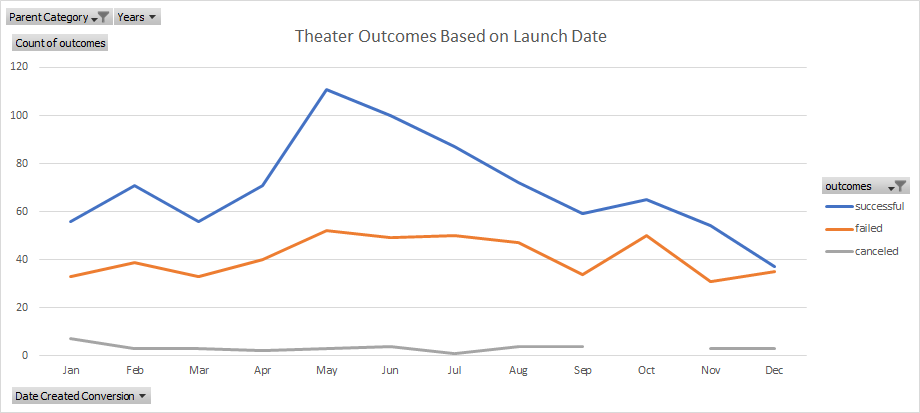 Parent Category Years
Count of outcomes
Theater Outcomes Based on Launch Date
120
100
80
60
40
20
0
Jan Feb Mar Apr May Jun Jul Aug Sep Oct Nov Dec
outcomes
successful
failed
canceled
Date Created Conversion